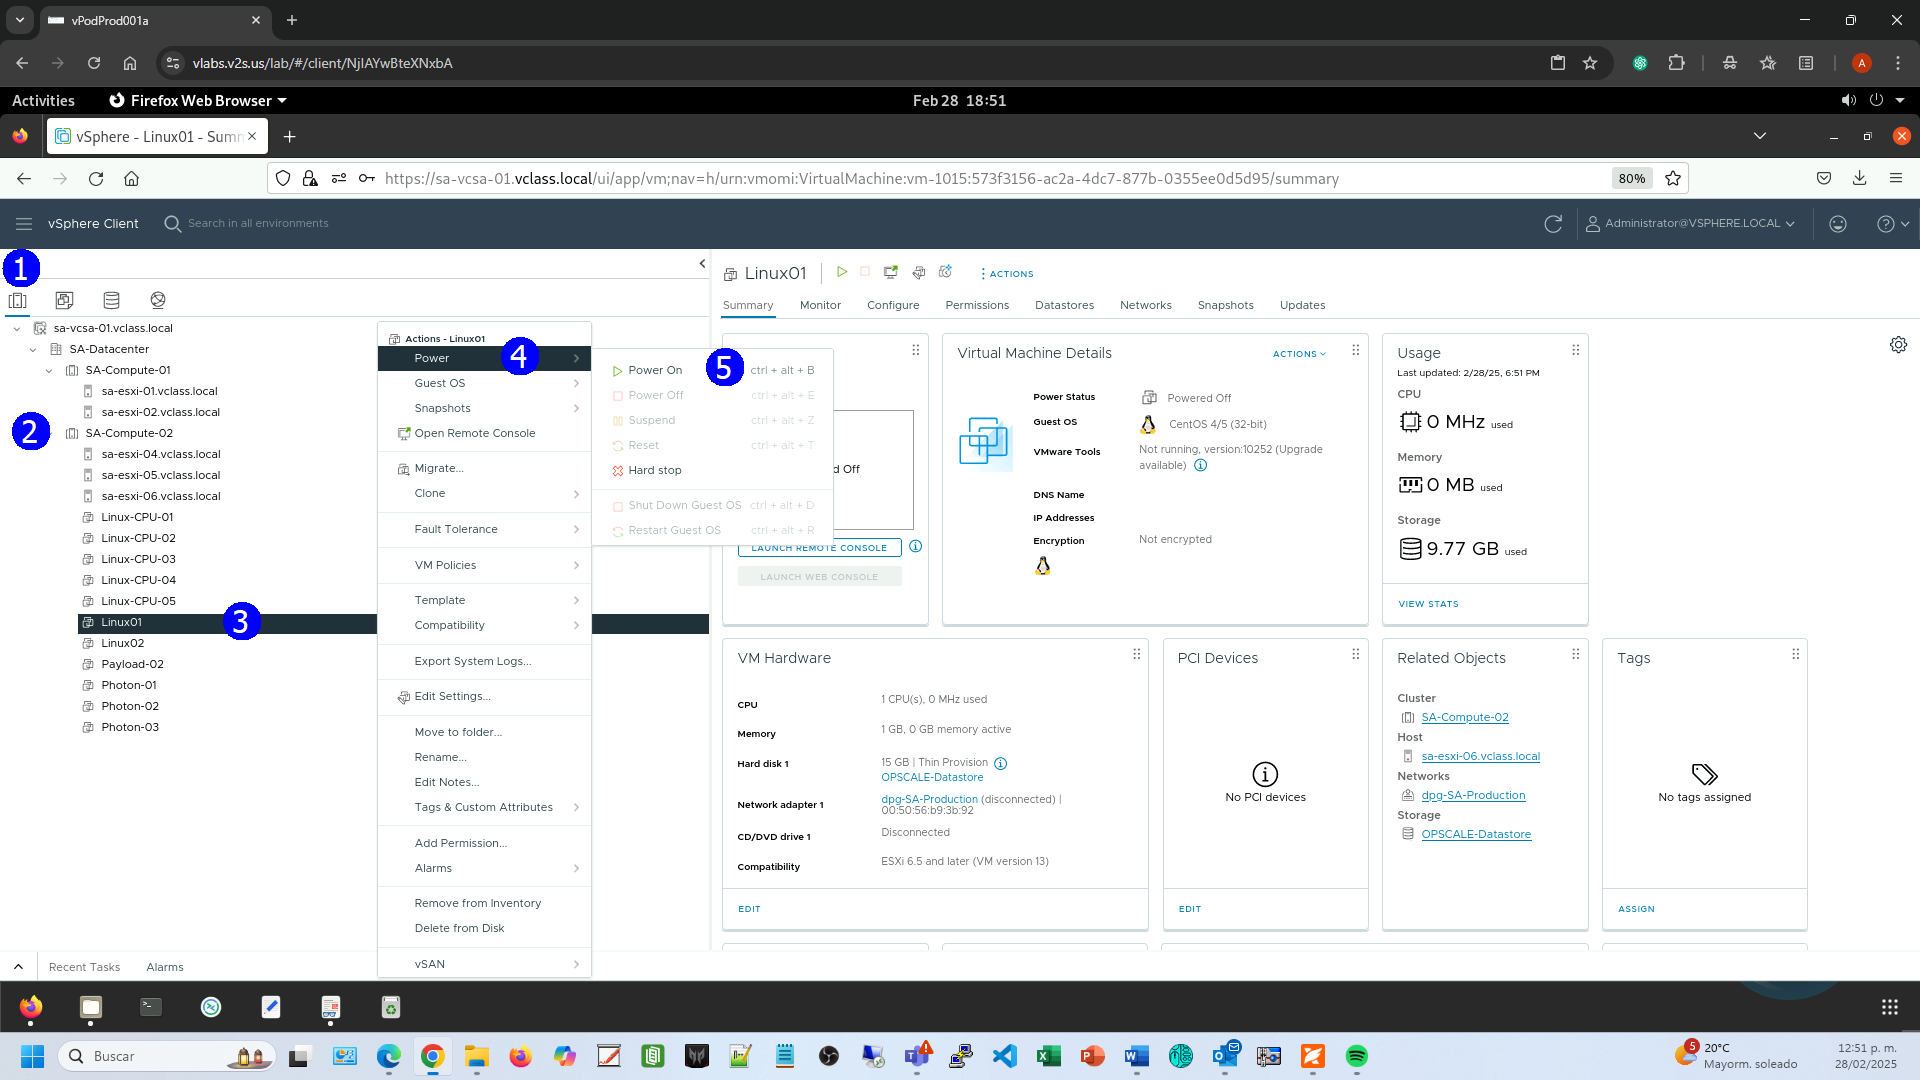 vPodProd001a
vlabs.v2s.us/lab/#/client/NjIAYwBteXNxbA
A
Activities
Firefox Web Browser
Feb 28 18:51
vSphere - Linux01 - Summ
https://sa-vcsa-01.vclass.local/ui/app/vm;nav=h/urn:vmomi:VirtualMachine:vm-1015:573f3156-ac2a-4dc7-877b-0355ee0d5d95/summary
80%
vSphere Client
Search in all environments
Administrator@VSPHERE.LOCAL
1
sa-vcsa-01.vclass.local
SA-Datacenter
SA-Compute-01
sa-esxi-01.vclass.local
sa-esxi-02.vclass.local
2
SA-Compute-02
sa-esxi-04.vclass.local
sa-esxi-05.vclass.local
sa-esxi-06.vclass.local
Linux-CPU-01
Linux-CPU-02
Linux-CPU-03
Linux-CPU-04
Linux-CPU-05
Linux01
3
Linux02
Payload-02
Photon-01
Photon-02
Photon-03
Actions - Linux01
Power
4
Guest OS
Snapshots
Open Remote Console
Migrate...
Clone
Fault Tolerance
VM Policies
Template
Compatibility
Export System Logs...
Edit Settings...
Move to folder...
Rename...
Edit Notes...
Tags & Custom Attributes
Add Permission...
Alarms
Remove from Inventory
Delete from Disk
vSAN
Power On 5 ctrl + alt + B
Power Off ctrl + alt + E
Suspend ctrl + alt + Z
Reset ctrl + alt + T
Hard stop
Shut Down Guest OS ctrl + alt + D
Restart Guest OS ctrl + alt + R
Linux01
ACTIONS
Summary Monitor Configure Permissions Datastores Networks Snapshots Updates
d Off
LAUNCH REMOTE CONSOLE
LAUNCH WEB CONSOLE
Virtual Machine Details
ACTIONS
Power Status Powered Off
Guest OS CentOS 4/5 (32-bit)
VMware Tools Not running, version:10252 (Upgrade
available)
DNS Name
IP Addresses
Encryption Not encrypted
Usage
Last updated: 2/28/25, 6:51 PM
CPU
0 MHz used
Memory
0 MB used
Storage
9.77 GB used
VIEW STATS
VM Hardware
CPU 1 CPU(s), 0 MHz used
Memory 1 GB, 0 GB memory active
Hard disk 1 15 GB | Thin Provision
OPSCALE-Datastore
Network adapter 1 dpg-SA-Production (disconnected) |
00:50:56:b9:3b:92
CD/DVD drive 1 Disconnected
Compatibility ESXi 6.5 and later (VM version 13)
EDIT
PCI Devices
No PCI devices
EDIT
Related Objects
Cluster
SA-Compute-02
Host
sa-esxi-06.vclass.local
Networks
dpg-SA-Production
Storage
OPSCALE-Datastore
Tags
No tags assigned
ASSIGN
Recent Tasks Alarms
Buscar
5
20°C
Mayorm. soleado
12:51 p. m.
28/02/2025